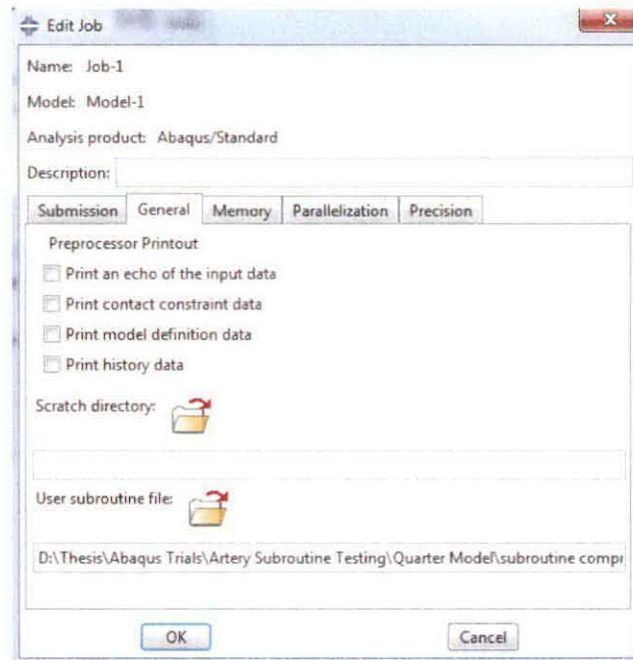 Edit Job
Name: Job-1
Model: Model-1
Analysis product: Abaqus/Standard
Description:
Submission General Memory Parallelization Precision
Preprocessor Printout
Print an echo of the input data
Print contact constraint data
Print model definition data
Print history data
Scratch directory:
User subroutine file:
D:\Thesis\Abaqus Trials\Artery Subroutine Testing\Quarter Model\subroutine compr
OK Cancel